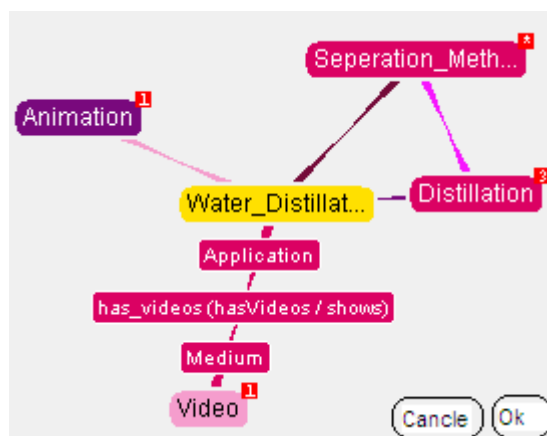 *
Seperation_Meth...
1
Animation
3
Distillation
Water_Distillat...
Application
has_videos (hasVideos / shows)
Medium
1
Video
Cancle
Ok